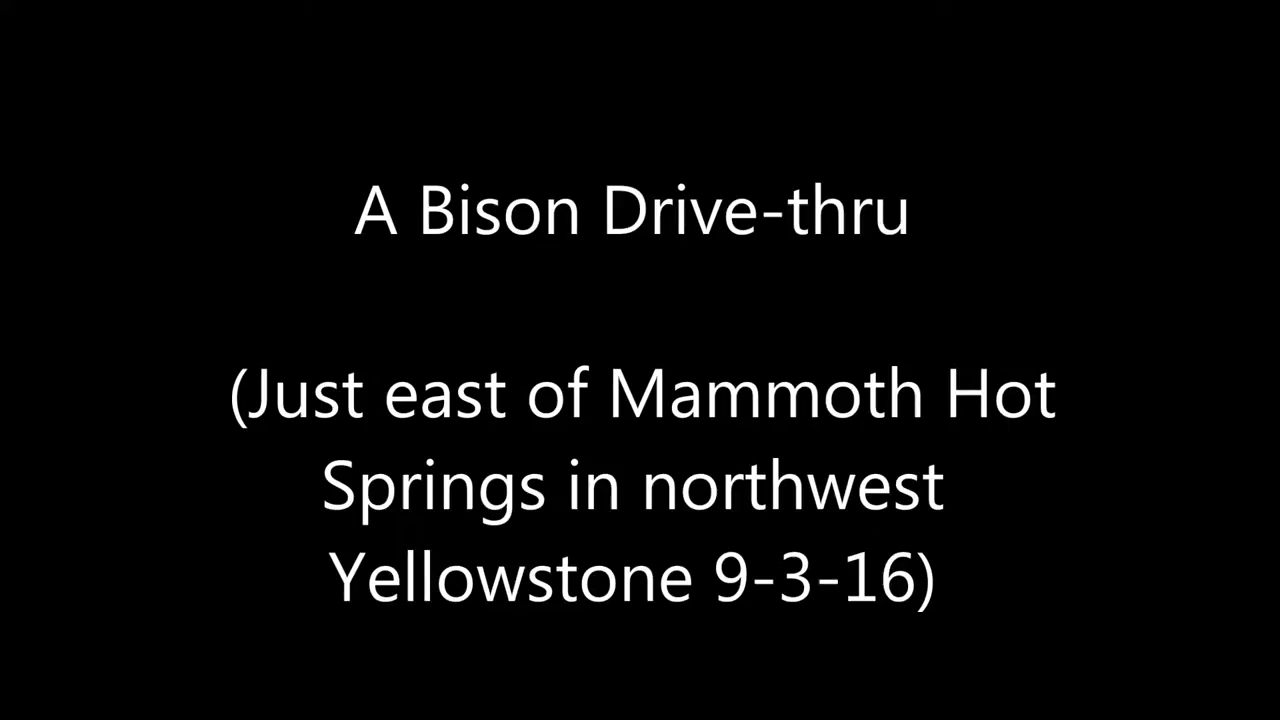 A Bison Drive-thru
(Just east of Mammoth Hot
Springs in northwest
Yellowstone 9-3-16)